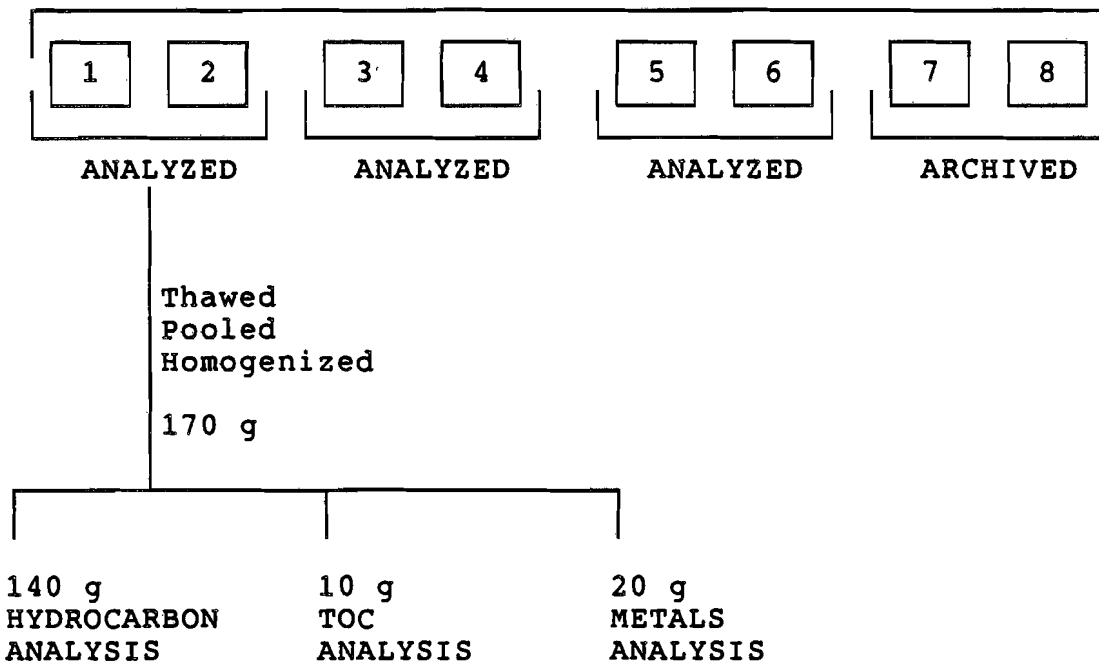 1 2 3 4 5 6 7 8
ANALYZED ANALYZED ANALYZED ARCHIVED
Thawed
Pooled
Homogenized
170 g
140 g 10 g 20 g
HYDROCARBON TOC METALS
ANALYSIS ANALYSIS ANALYSIS